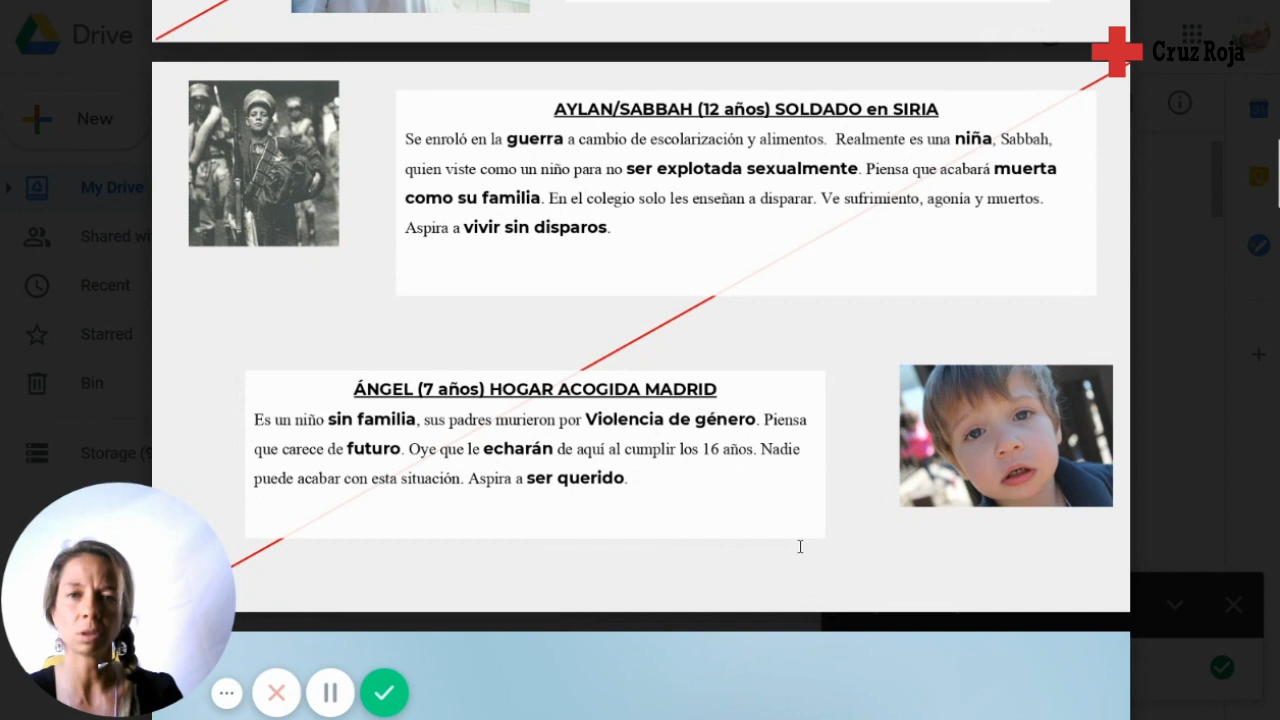 Drive
Cruz Roja
New
My Drive
Shared wi
Recent
Starred
Bin
Storage (9
AYLAN/SABBAH (12 años) SOLDADO en SIRIA
Se enroló en la guerra a cambio de escolarización y alimentos. Realmente es una niña, Sabbah,
quien viste como un niño para no ser explotada sexualmente. Piensa que acabará muerta
como su familia. En el colegio solo les enseñan a disparar. Ve sufrimiento, agonía y muertos.
Aspira a vivir sin disparos.
ÁNGEL (7 años) HOGAR ACOGIDA MADRID
Es un niño sin familia, sus padres murieron por Violencia de género. Piensa
que carece de futuro. Oye que le echarán de aquí al cumplir los 16 años. Nadie
puede acabar con esta situación. Aspira a ser querido.